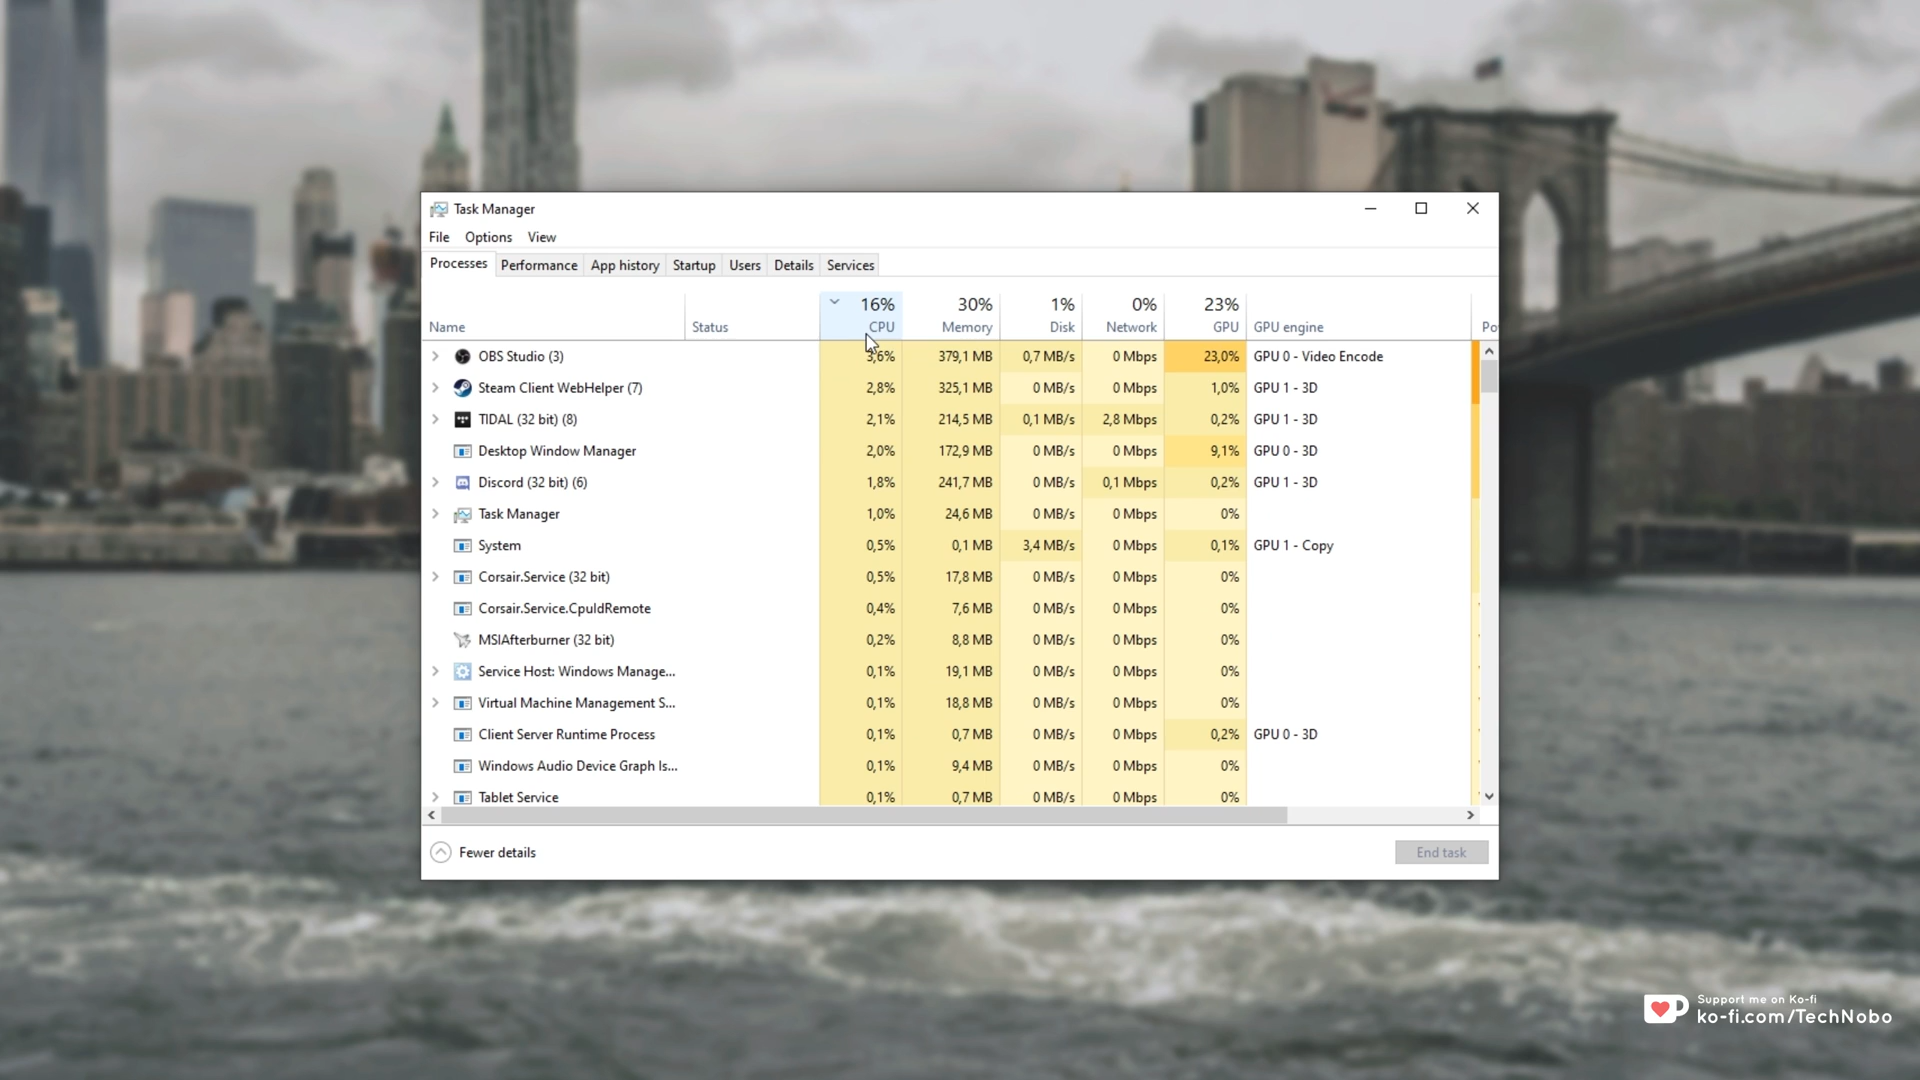 Task Manager
File Options View
Processes Performance App history Startup Users Details Services
16% 30% 1% 0% 23%
Name Status CPU Memory Disk Network GPU GPU engine Po
OBS Studio (3) 3,6% 379,1 MB 0,7 MB/s 0 Mbps 23,0% GPU 0 - Video Encode
Steam Client WebHelper (7) 2,8% 325,1 MB 0 MB/s 0 Mbps 1,0% GPU 1 - 3D
TIDAL (32 bit) (8) 2,1% 214,5 MB 0,1 MB/s 2,8 Mbps 0,2% GPU 1 - 3D
Desktop Window Manager 2,0% 172,9 MB 0 MB/s 0 Mbps 9,1% GPU 0 - 3D
Discord (32 bit) (6) 1,8% 241,7 MB 0 MB/s 0,1 Mbps 0,2% GPU 1 - 3D
Task Manager 1,0% 24,6 MB 0 MB/s 0 Mbps 0%
System 0,5% 0,1 MB 3,4 MB/s 0 Mbps 0,1% GPU 1 - Copy
Corsair.Service (32 bit) 0,5% 17,8 MB 0 MB/s 0 Mbps 0%
Corsair.Service.CpuIdRemote 0,4% 7,6 MB 0 MB/s 0 Mbps 0%
MSIAfterburner (32 bit) 0,2% 8,8 MB 0 MB/s 0 Mbps 0%
Service Host: Windows Manage... 0,1% 19,1 MB 0 MB/s 0 Mbps 0%
Virtual Machine Management S... 0,1% 18,8 MB 0 MB/s 0 Mbps 0%
Client Server Runtime Process 0,1% 0,7 MB 0 MB/s 0 Mbps 0,2% GPU 0 - 3D
Windows Audio Device Graph Is... 0,1% 9,4 MB 0 MB/s 0 Mbps 0%
Tablet Service 0,1% 0,7 MB 0 MB/s 0 Mbps 0%
Fewer details End task
Support me on Ko-fi
ko-fi.com/TechNobo